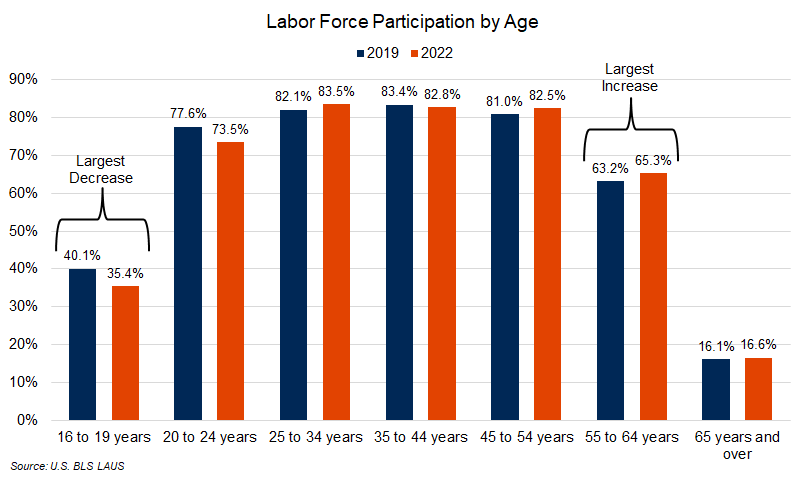 Labor Force Participation by Age
2019 2022
90%
80%
70%
60%
50%
40%
30%
20%
10%
0%
Largest
Decrease
Largest
Increase
40.1% 35.4%
77.6% 73.5%
82.1% 83.5%
83.4% 82.8%
81.0% 82.5%
63.2% 65.3%
16.1% 16.6%
16 to 19 years 20 to 24 years 25 to 34 years 35 to 44 years 45 to 54 years 55 to 64 years 65 years and
over
Source: U.S. BLS LAUS